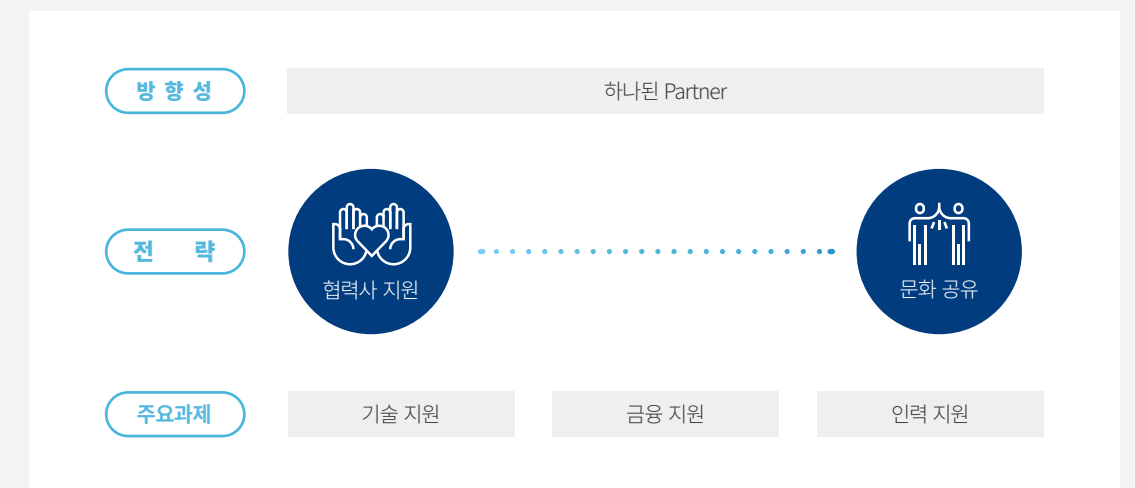 방향성
하나된 Partner
전략
협력사 지원
문화 공유
주요과제
기술 지원
금융 지원
인력 지원